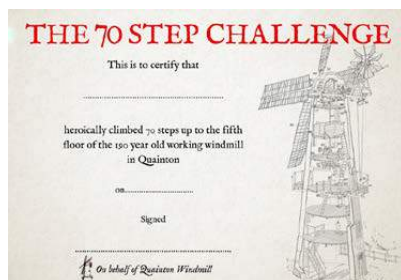 THE 70 STEP CHALLENGE
This is to certify that
heroically climbed 70 steps up to the fifth
floor of the 190 year old working windmill
in Quainton
on
Signed
On behalf of Quainton Windmill